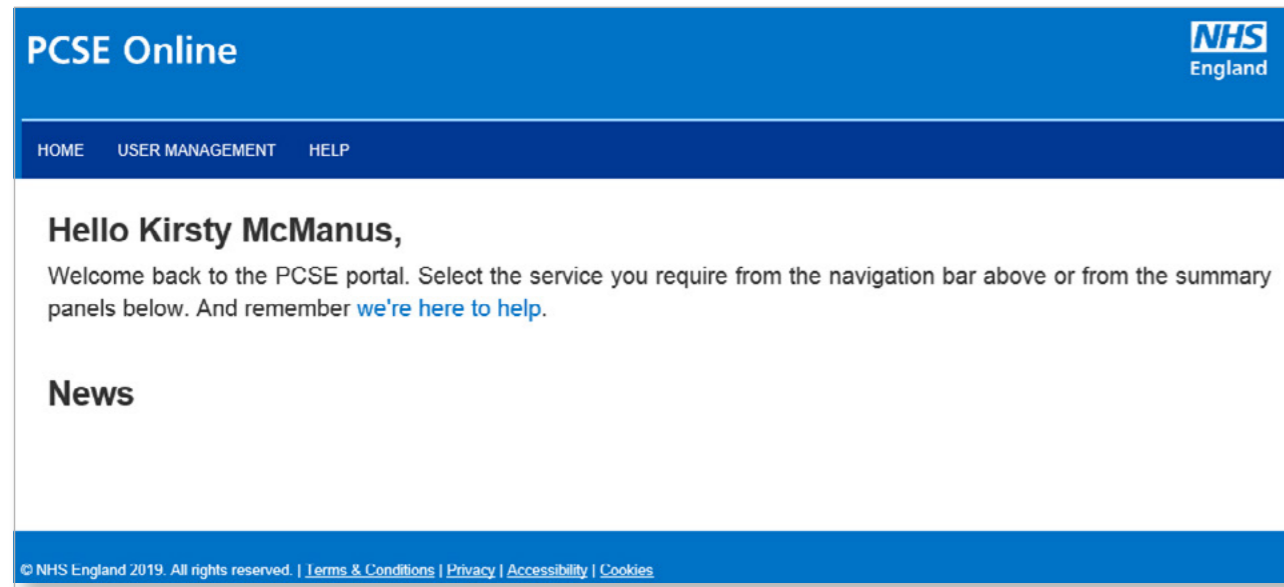 PCSE Online
NHS
England
HOME USER MANAGEMENT HELP
Hello Kirsty McManus,
Welcome back to the PCSE portal. Select the service you require from the navigation bar above or from the summary
panels below. And remember we're here to help.
News
© NHS England 2019. All rights reserved. | Terms & Conditions | Privacy | Accessibility | Cookies